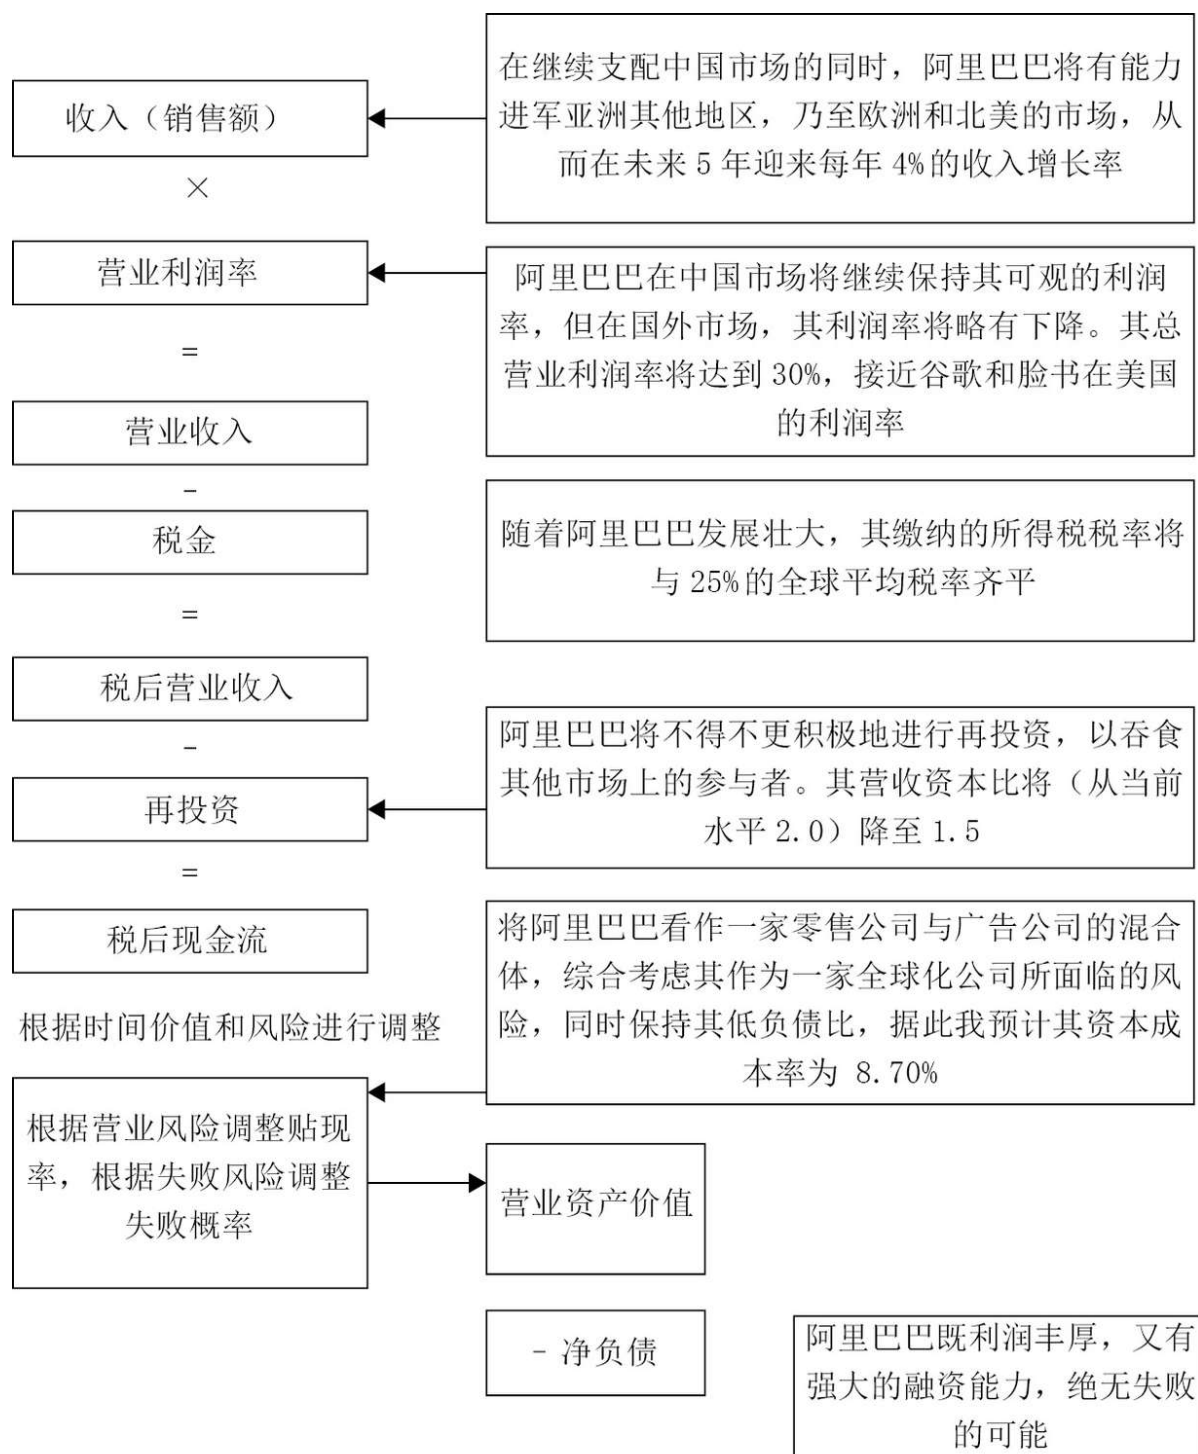 在继续支配中国市场的同时，阿里巴巴将有能力
进军亚洲其他地区，乃至欧洲和北美的市场，从
而在未来 5 年迎来每年 4%的收入增长率
收入（销售额）
×
营业利润率
阿里巴巴在中国市场将继续保持其可观的利润
率，但在国外市场，其利润率将略有下降。其总
营业利润率将达到 30%，接近谷歌和脸书在美国
的利润率
=
营业收入
-
税金
随着阿里巴巴发展壮大，其缴纳的所得税税率将
与 25%的全球平均税率齐平
=
税后营业收入
-
再投资
阿里巴巴将不得不更积极地进行再投资，以吞食
其他市场上的参与者。其营收资本比将（从当前
水平 2.0）降至 1.5
=
税后现金流
将阿里巴巴看作一家零售公司与广告公司的混合
体，综合考虑其作为一家全球化公司所面临的风
险，同时保持其低负债比，据此我预计其资本成
本率为 8.70%
根据时间价值和风险进行调整
根据营业风险调整贴现
率，根据失败风险调整
失败概率
营业资产价值
- 净负债
阿里巴巴既利润丰厚，又有
强大的融资能力，绝无失败
的可能